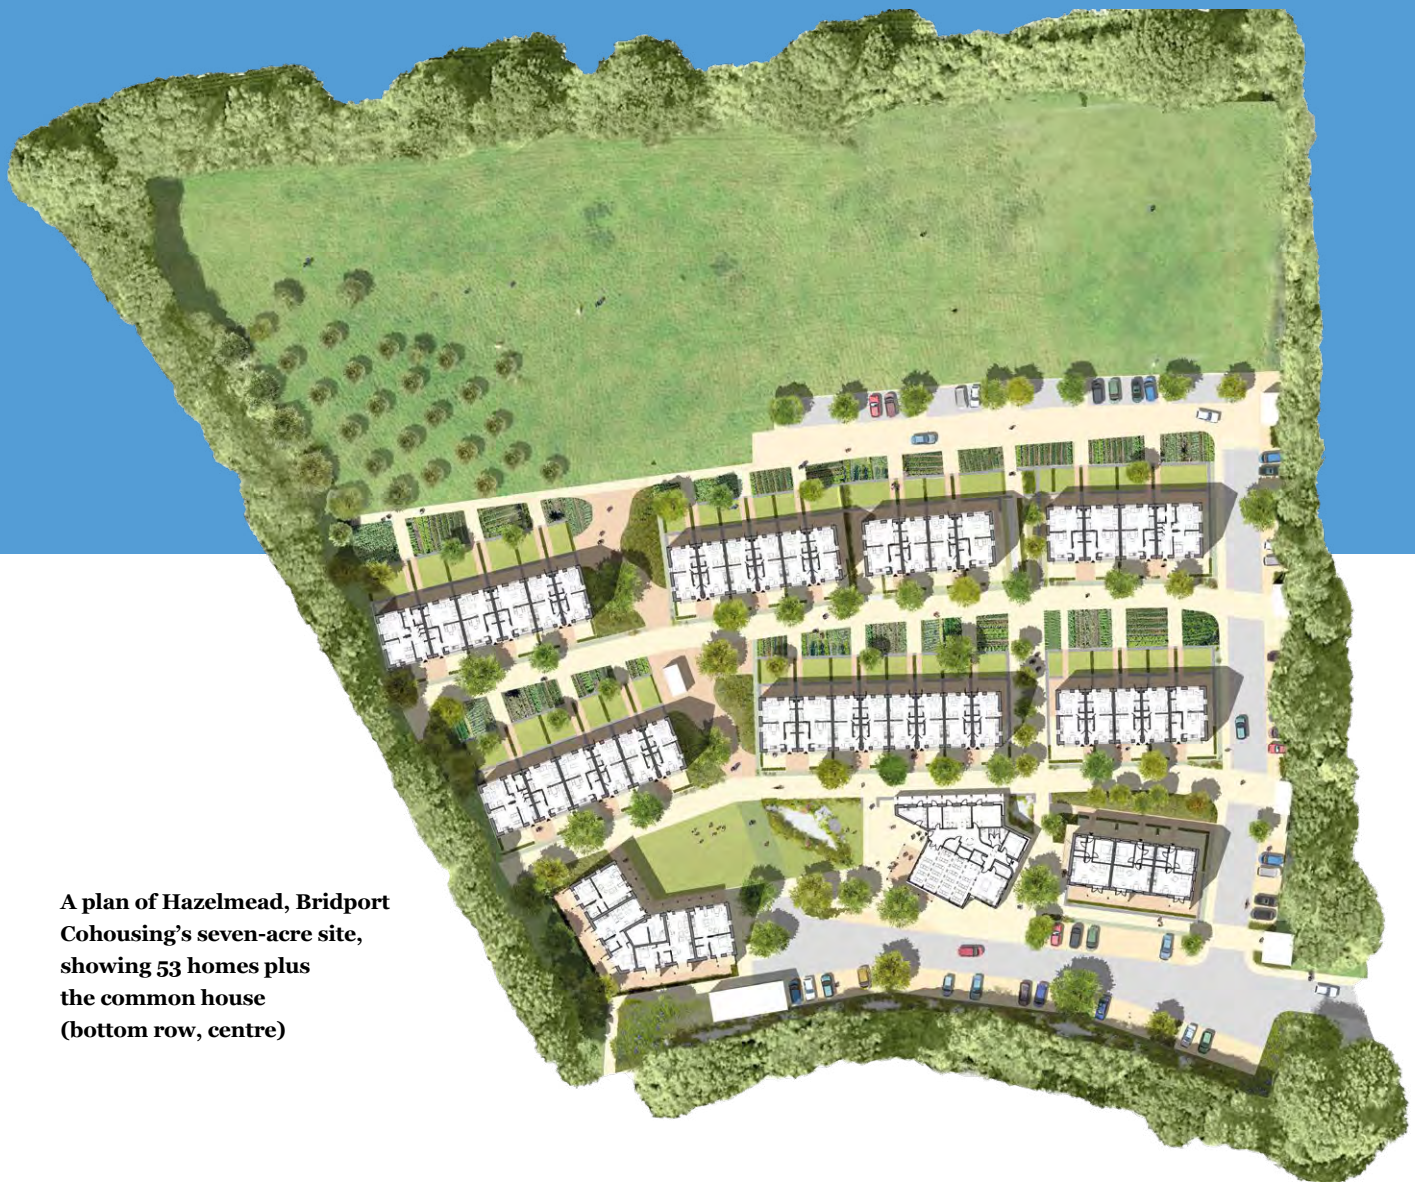 A plan of Hazelmead, Bridport
Cohousing’s seven-acre site,
showing 53 homes plus
the common house
(bottom row, centre)